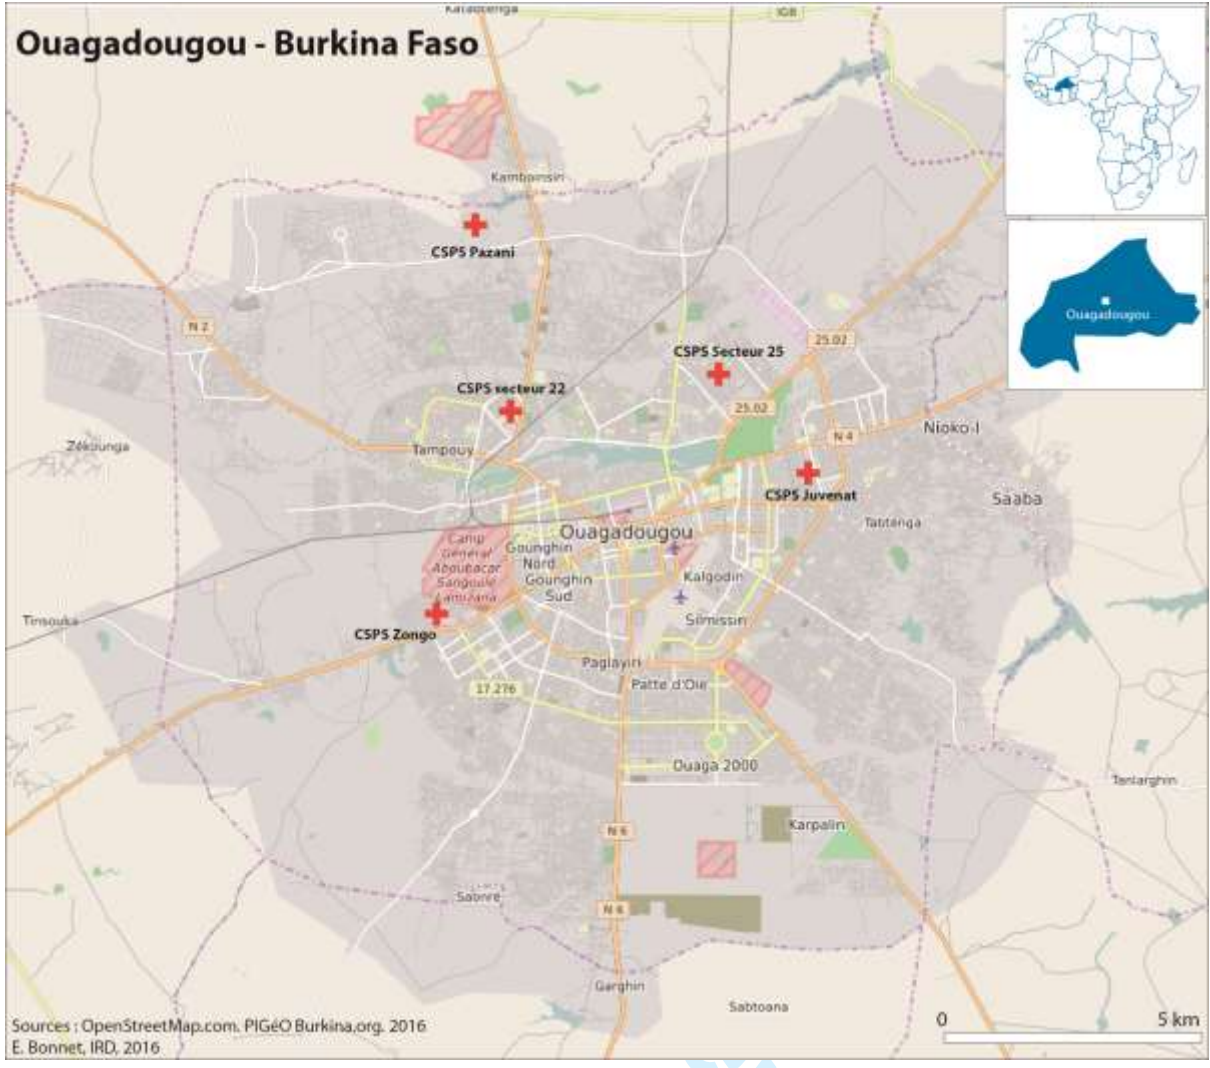 Ouagadougou - Burkina Faso
Kamboinsin
CSPS Pazani
N 2
25.02
CSPS Secteur 25
CSPS secteur 22
25.02
Ouagadougou
N 4
Nioko-I
Zékounga
Tampouy
CSPS Juvenat
Saaba
Tabtenga
Ouagadougou
Camp
Général
Aboubacar
Sangoulé
Lamizana
Gounghin
Nord
Gounghin
Sud
Kalgodin
Silmissin
Tinsouka
CSPS Zongo
Paglayiri
Patte d'Oie
17.276
Ouaga 2000
Tanlarghin
Karpalin
N 6
Sabnré
N 6
Garghin
Sabtoana
Sources : OpenStreetMap.com. PIGéO Burkina,org. 2016
E. Bonnet, IRD, 2016
0
5 km